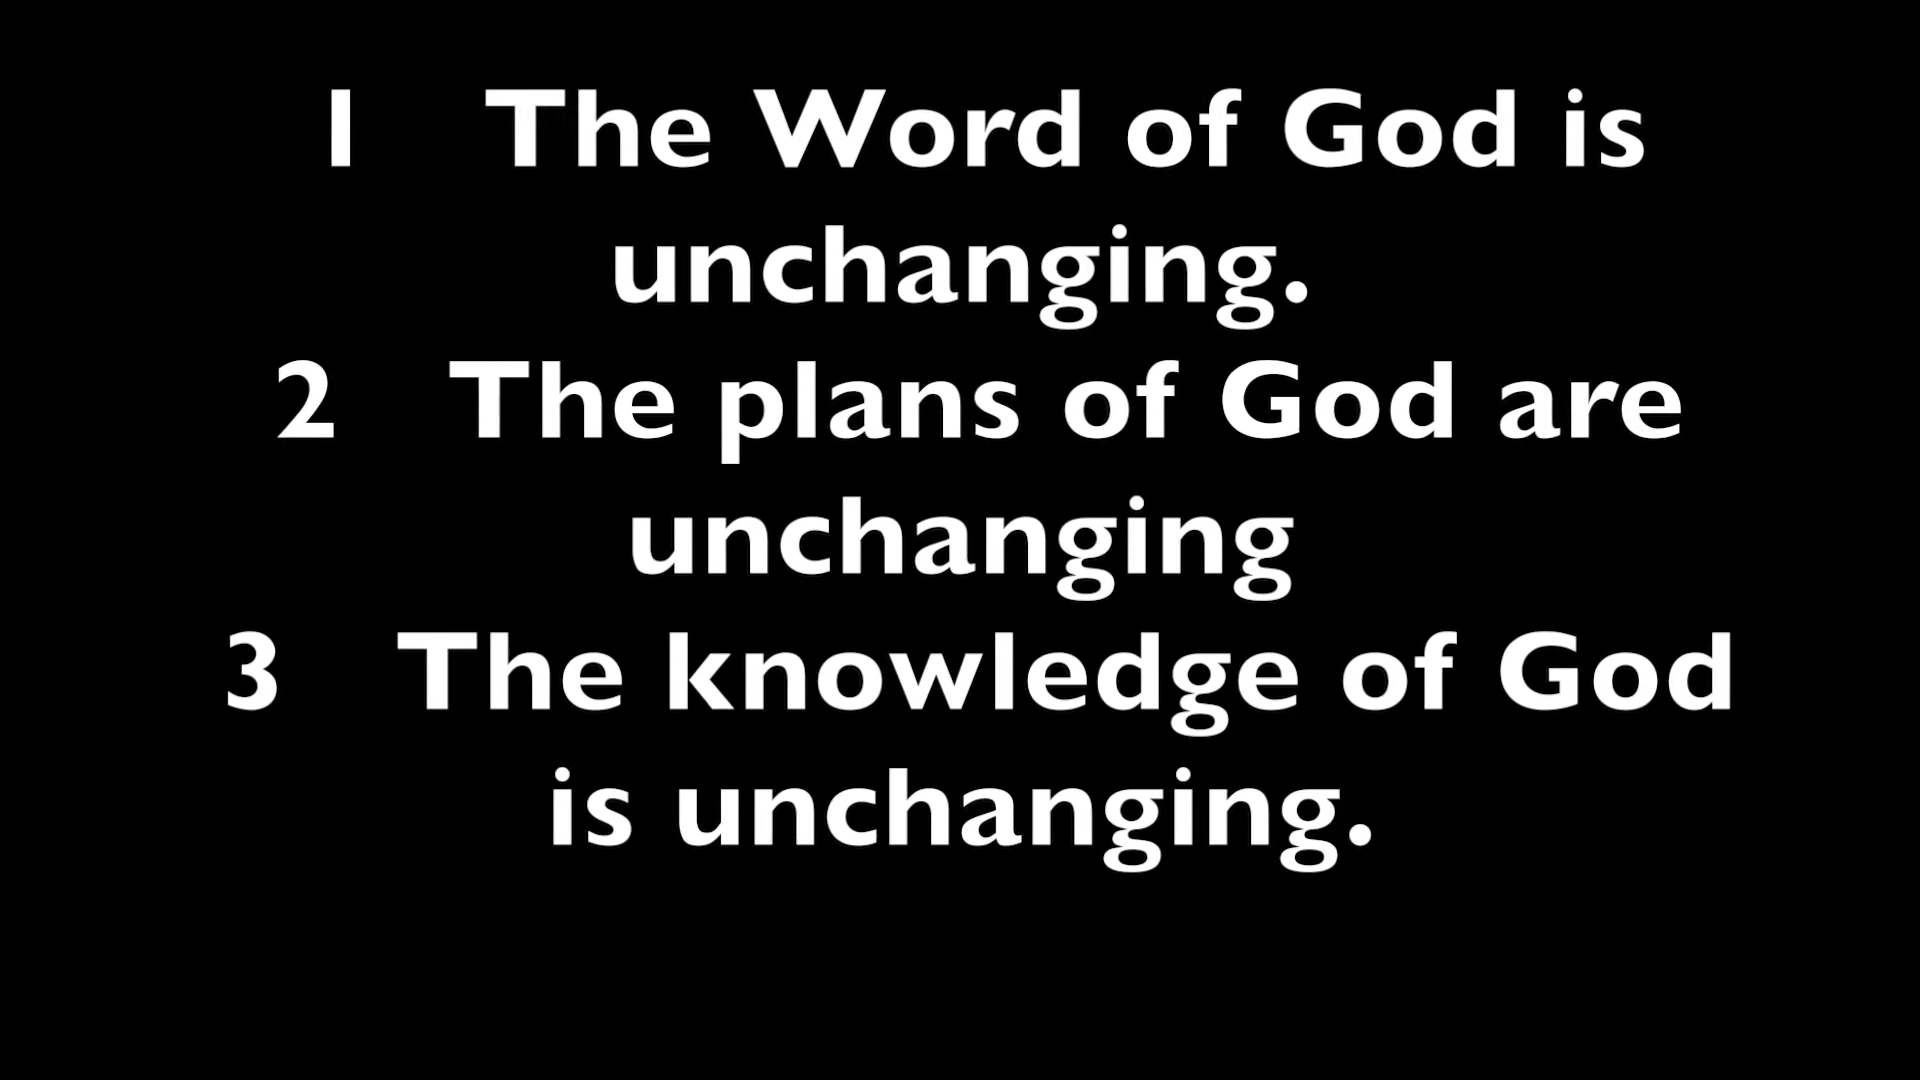 1 The Word of God is
unchanging.
2 The plans of God are
unchanging
3 The knowledge of God
is unchanging.